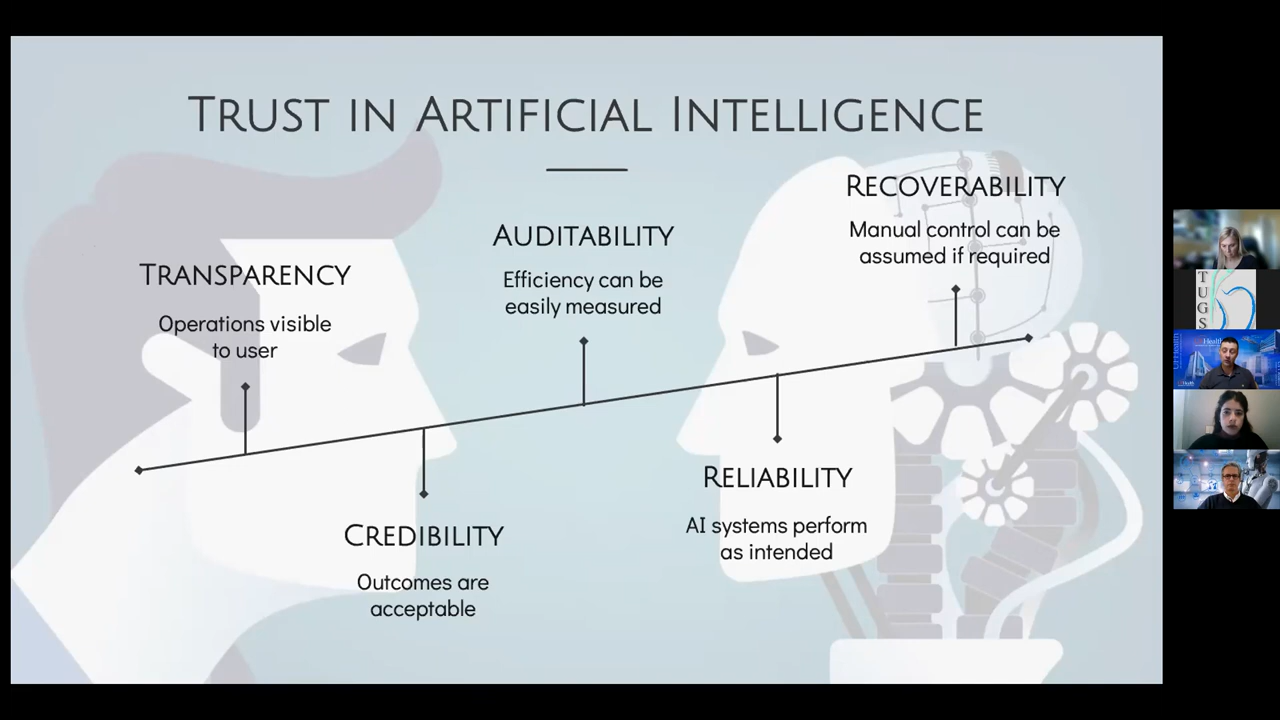 Trust in Artificial Intelligence
Recoverability
Manual control can be
assumed if required
Auditability
Efficiency can be
easily measured
Transparency
Operations visible
to user
Reliability
AI systems perform
as intended
Credibility
Outcomes are
acceptable
TUGS